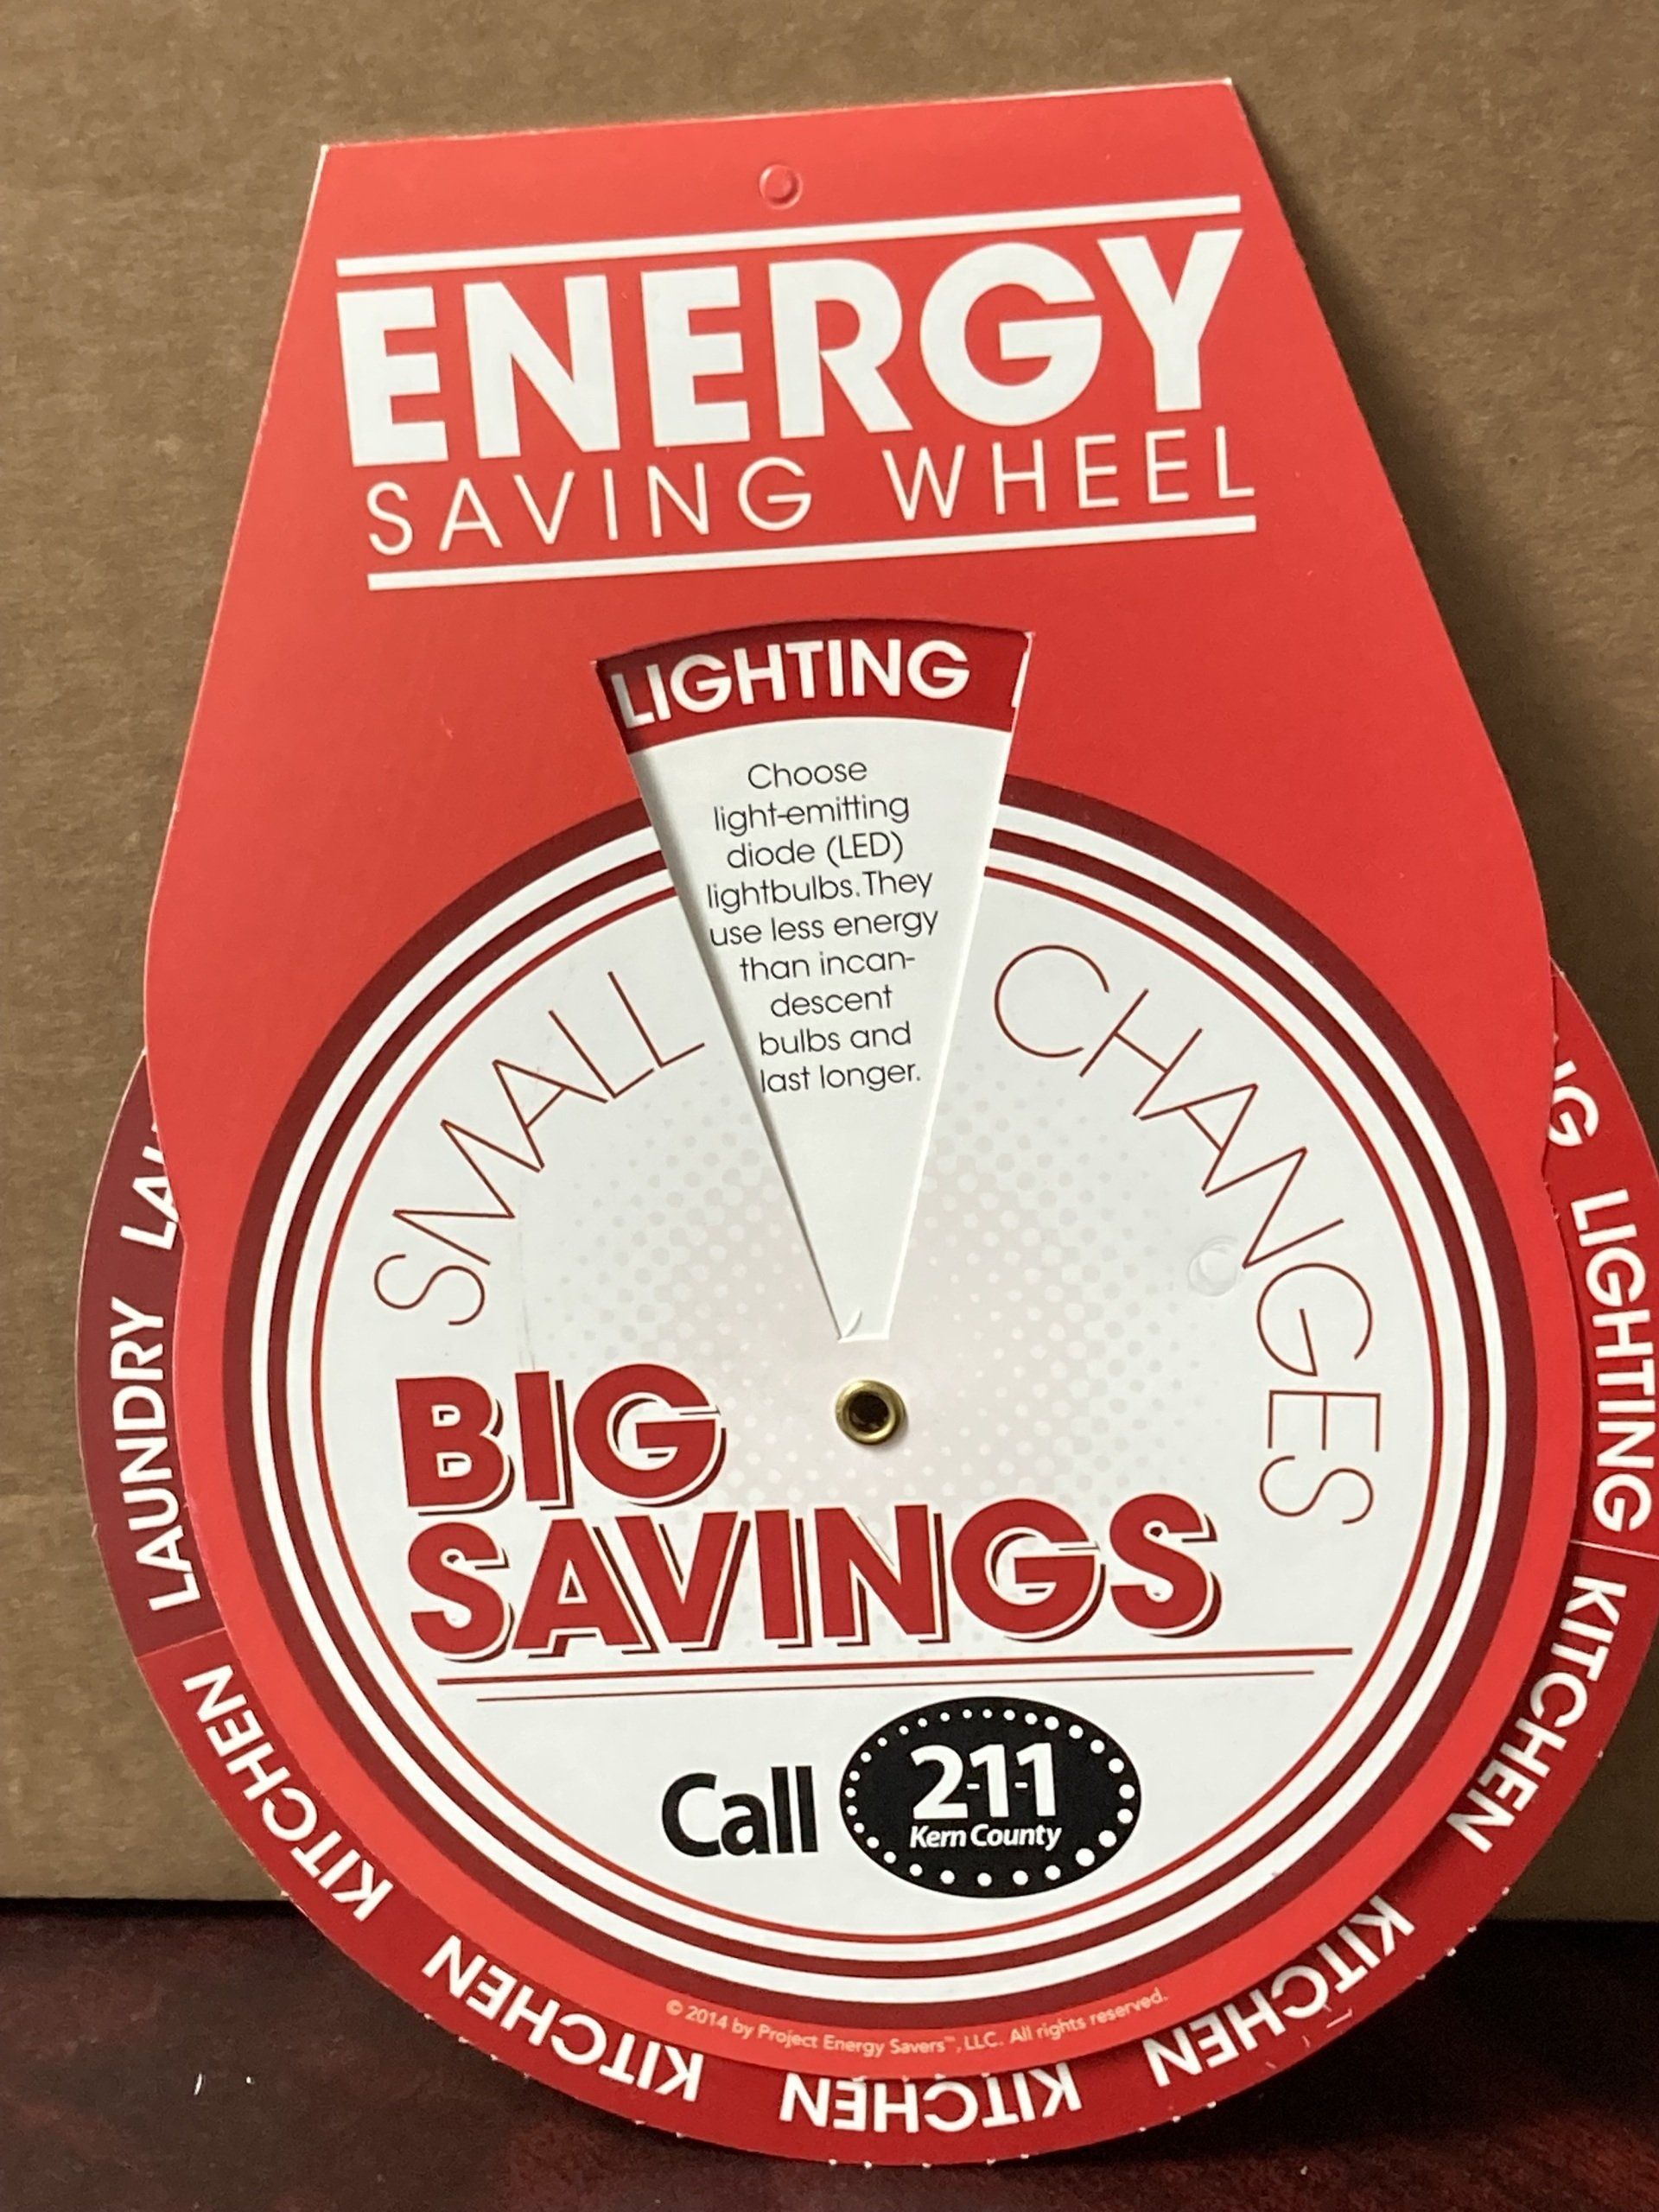 ENERGY
SAVING WHEEL
LIGHTING
Choose
light-emitting
diode (LED)
lightbulbs. They
use less energy
than incan-
descent
bulbs and
last longer.
SMALL CHANGES
BIG
SAVINGS
Call 2-1-1
Kern County
© 2014 by Project Energy Savers™, LLC. All rights reserved.
LAUNDRY
KITCHEN
KITCHEN
KITCHEN
KITCHEN
KITCHEN
LIGHTING